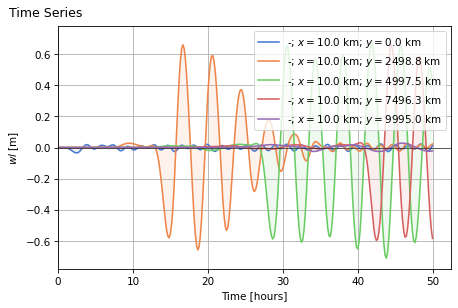 Time Series
-; x = 10.0 km; y = 0.0 km
-; x = 10.0 km; y = 2498.8 km
-; x = 10.0 km; y = 4997.5 km
-; x = 10.0 km; y = 7496.3 km
-; x = 10.0 km; y = 9995.0 km
0.6
0.4
0.2
0.0
−0.2
−0.4
−0.6
wl [m]
0 10 20 30 40 50
Time [hours]